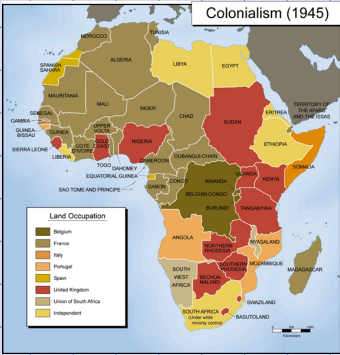 Colonialism (1945)
MOROCCO
TUNISIA
ALGERIA
LIBYA
EGYPT
SPANISH
SAHARA
MAURITANIA
MALI
NIGER
CHAD
SUDAN
ERITREA
TERRITORY OF
THE AFARS
AND THE ISSAS
SENEGAL
GAMBIA
GUINEA-
BISSAU
GUINEA
UPPER
VOLTA
SIERRA LEONE
LIBERIA
COTE
D'IVOIRE
GOLD
COAST
TOGO
DAHOMEY
NIGERIA
CAMEROON
OUBANGUI-CHARI
ETHIOPIA
SOMALIA
EQUATORIAL GUINEA
SAO TOME AND PRINCIPE
GABON
CONGO
RWANDA
BELGIAN CONGO
BURUNDI
UGANDA
KENYA
TANGANYIKA
ANGOLA
NORTHERN
RHODESIA
NYASALAND
MOZAMBIQUE
SOUTHERN
RHODESIA
SOUTH
WEST
AFRICA
BECHUA-
NALAND
MADAGASCAR
SWAZILAND
BASUTOLAND
SOUTH AFRICA
(Under white
minority control)
Land Occupation
Belgium
France
Italy
Portugal
Spain
United Kingdom
Union of South Africa
Independent